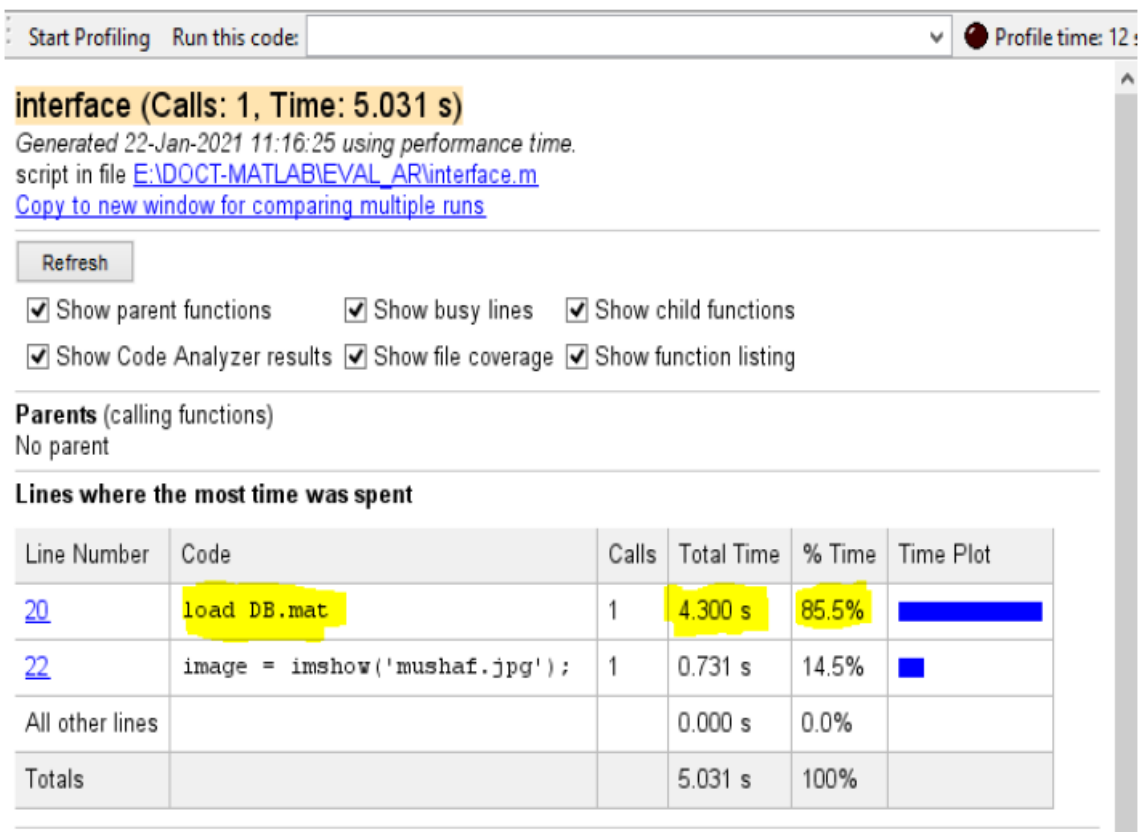 Start Profiling Run this code: Profile time: 12 s
interface (Calls: 1, Time: 5.031 s)
Generated 22-Jan-2021 11:16:25 using performance time.
script in file E:\DOCT-MATLAB\EVAL_AR\interface.m
Copy to new window for comparing multiple runs
Refresh
Show parent functions Show busy lines Show child functions
Show Code Analyzer results Show file coverage Show function listing
Parents (calling functions)
No parent
Lines where the most time was spent
Line Number Code Calls Total Time % Time Time Plot
20 load DB.mat 1 4.300 s 85.5%
22 image = imshow('mushaf.jpg'); 1 0.731 s 14.5%
All other lines 0.000 s 0.0%
Totals 5.031 s 100%